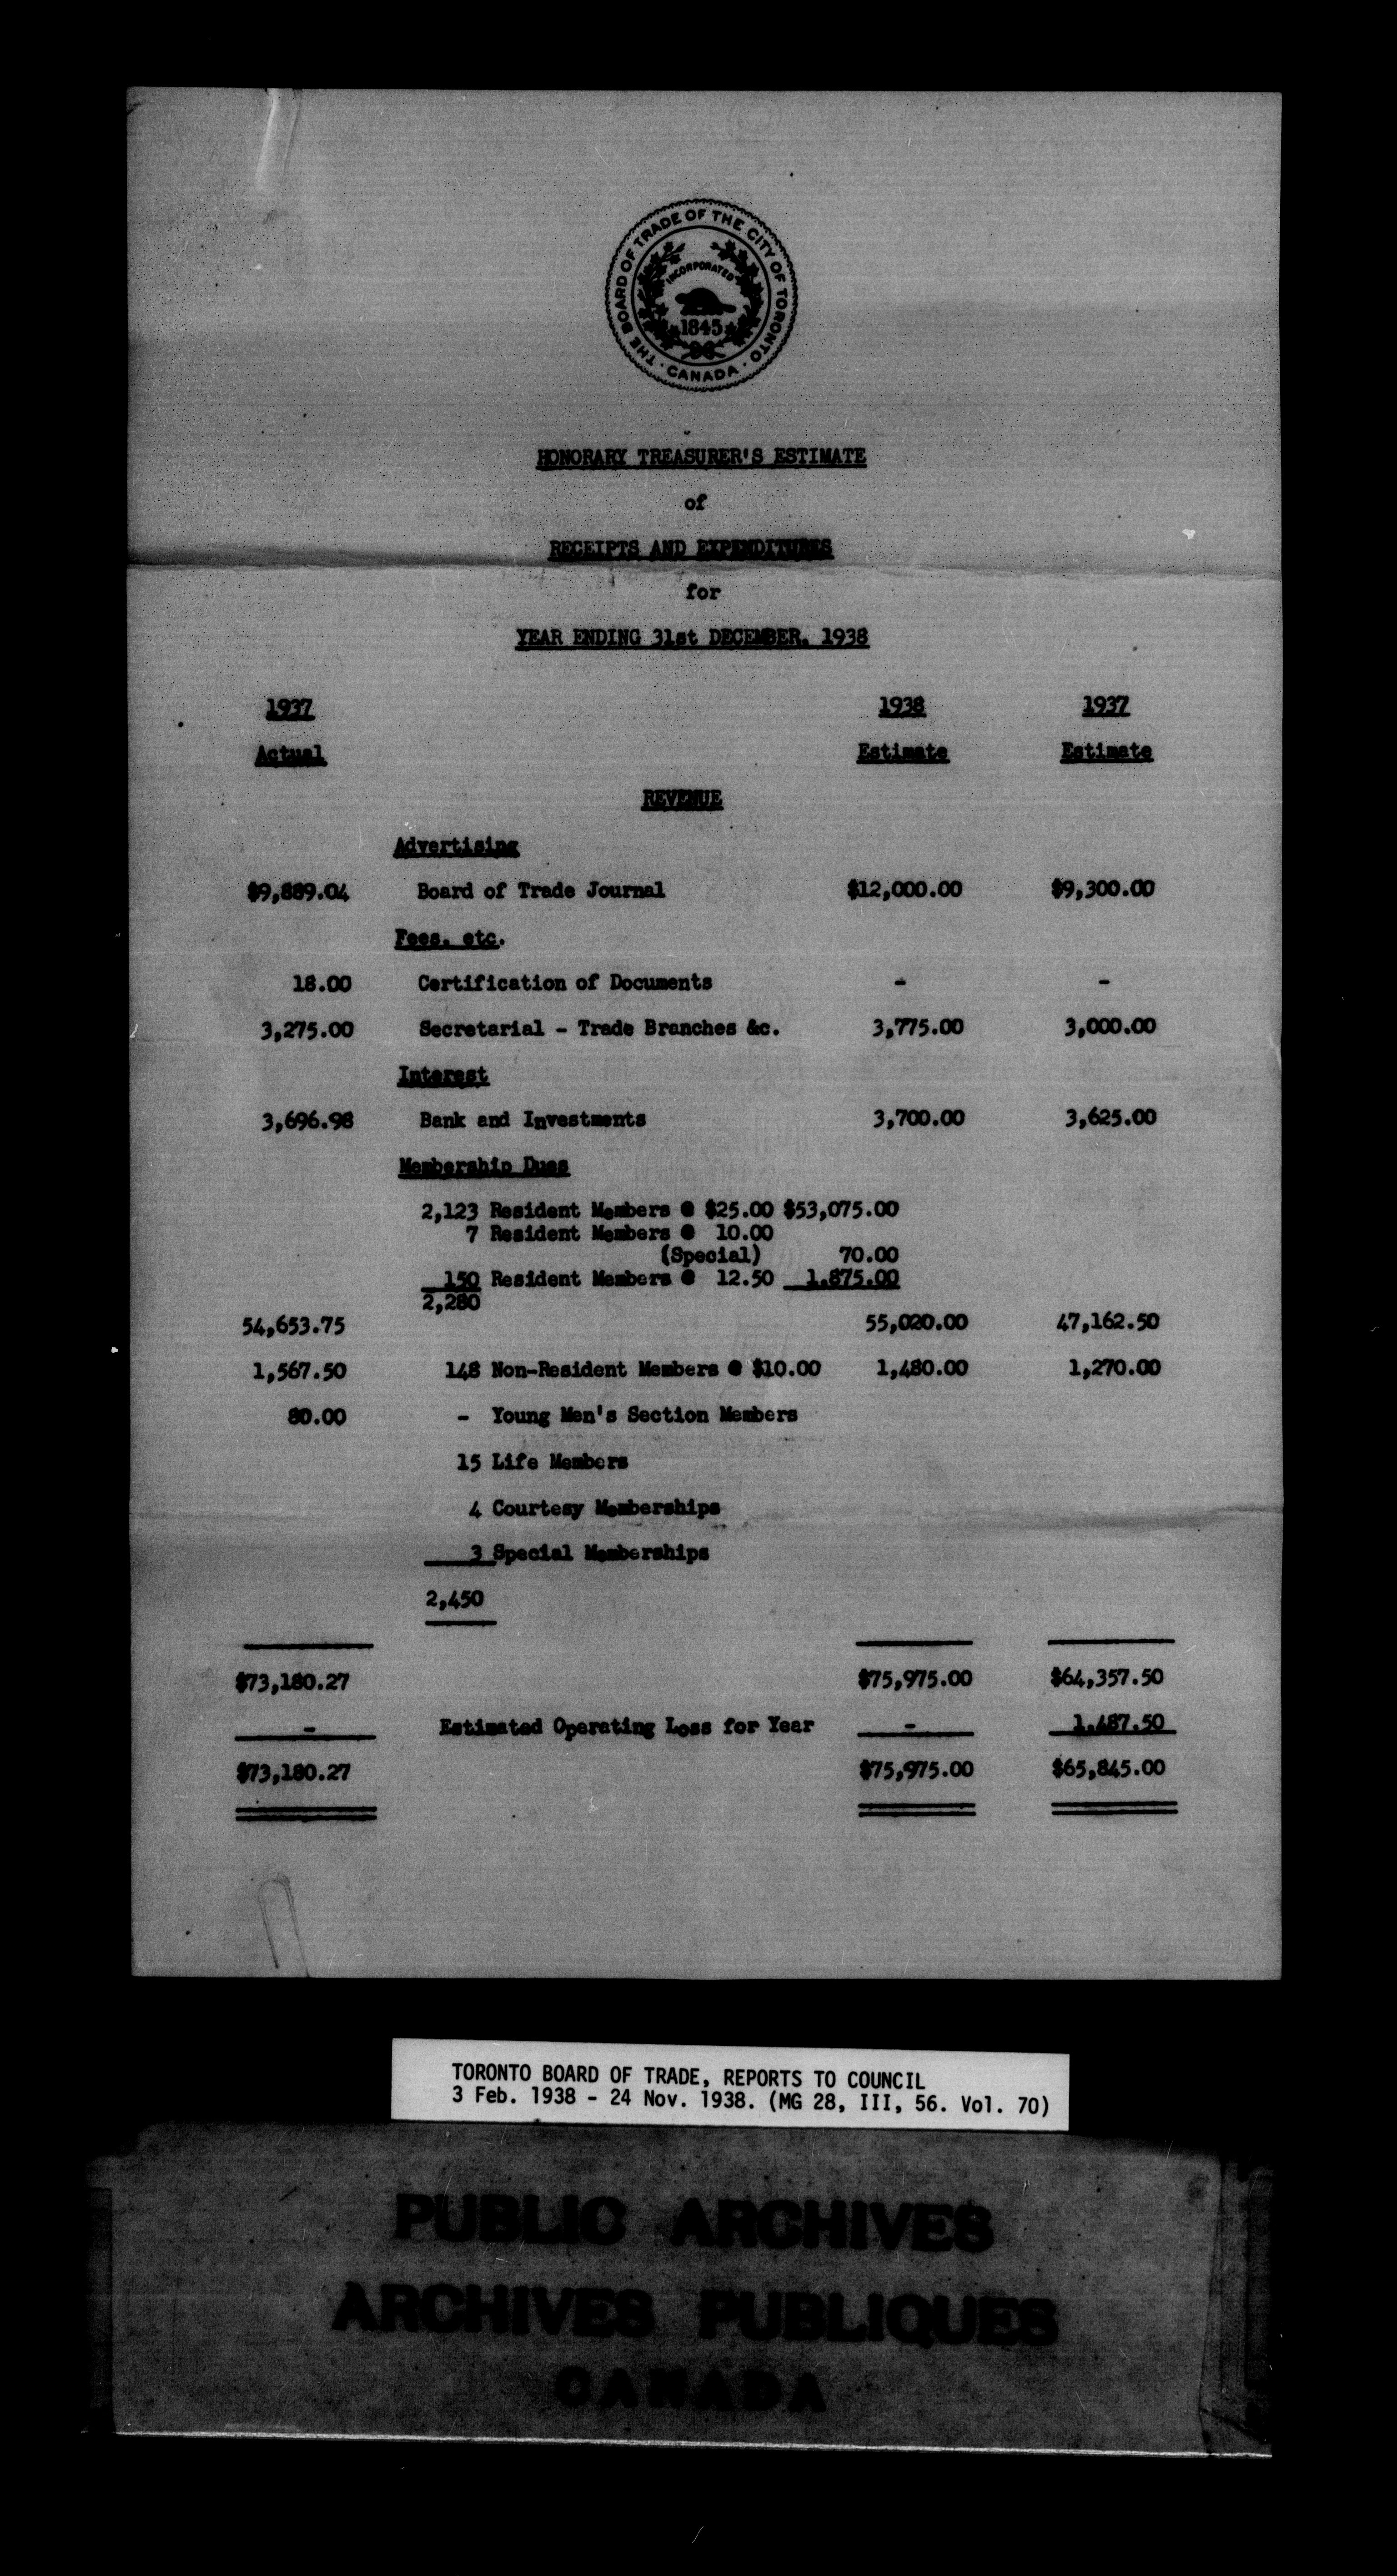 THE BOARD OF TRADE OF THE CITY OF TORONTO
· CANADA ·
INCORPORATED
1845
HONORARY TREASURER'S ESTIMATE
of
RECEIPTS AND EXPENDITURES
for
YEAR ENDING 31st DECEMBER, 1938
1937 1938 1937
Actual Estimate Estimate
REVENUE
Advertising
$9,889.04 Board of Trade Journal $12,000.00 $9,300.00
Fees, etc.
18.00 Certification of Documents - -
3,275.00 Secretarial - Trade Branches &c. 3,775.00 3,000.00
Interest
3,696.98 Bank and Investments 3,700.00 3,625.00
Membership Dues
2,123 Resident Members @ $25.00 $53,075.00
7 Resident Members @ 10.00
(Special) 70.00
150 Resident Members @ 12.50 1,875.00
2,280
54,653.75 55,020.00 47,162.50
1,567.50 148 Non-Resident Members @ $10.00 1,480.00 1,270.00
80.00 - Young Men's Section Members
15 Life Members
4 Courtesy Memberships
3 Special Memberships
2,450
$73,180.27 $75,975.00 $64,357.50
- Estimated Operating Loss for Year - 1,487.50
$73,180.27 $75,975.00 $65,845.00
TORONTO BOARD OF TRADE, REPORTS TO COUNCIL
3 Feb. 1938 - 24 Nov. 1938. (MG 28, III, 56. Vol. 70)
PUBLIC ARCHIVES
ARCHIVES PUBLIQUES
CANADA